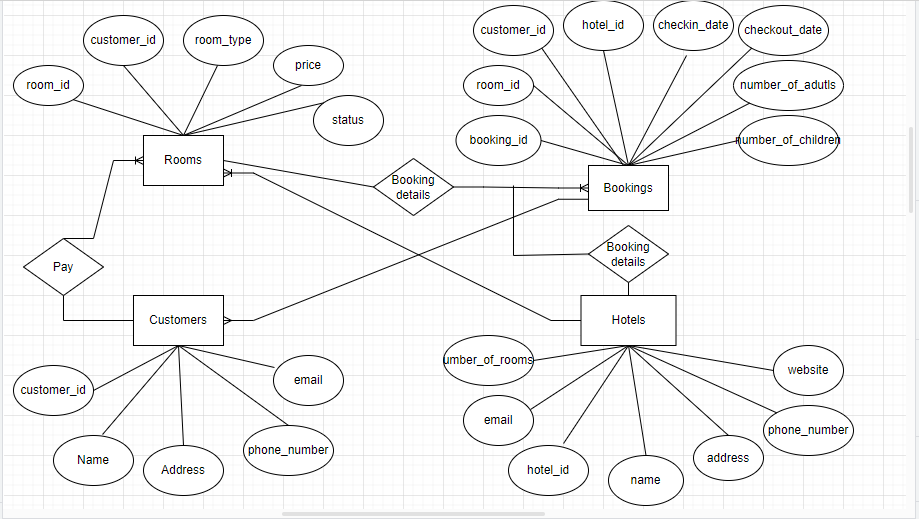 customer_id
room_type
price
room_id
status
Rooms
customer_id
hotel_id
checkin_date
checkout_date
room_id
number_of_adutls
booking_id
number_of_children
Bookings
Booking
details
Booking
details
Pay
Customers
Hotels
customer_id
Name
Address
phone_number
email
umber_of_rooms
email
hotel_id
name
address
phone_number
website